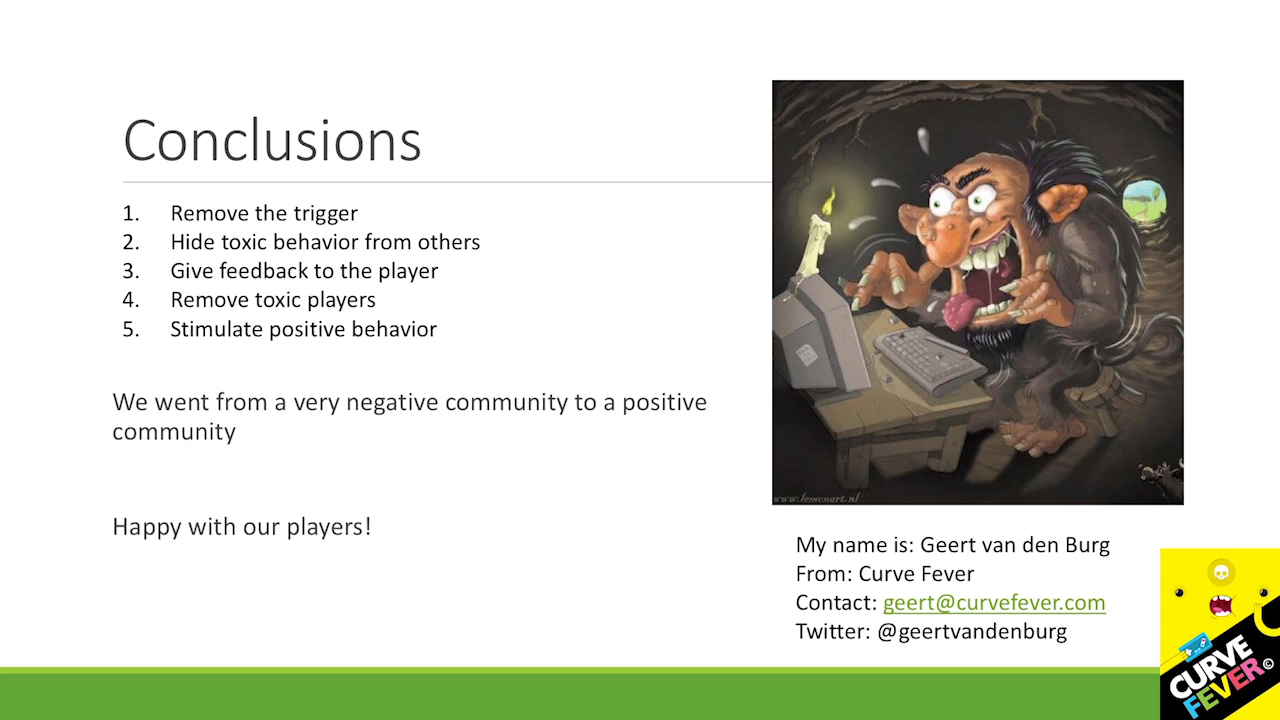 Conclusions
1. Remove the trigger
2. Hide toxic behavior from others
3. Give feedback to the player
4. Remove toxic players
5. Stimulate positive behavior
We went from a very negative community to a positive
community
Happy with our players!
www.lemonart.nl
My name is: Geert van den Burg
From: Curve Fever
Contact: geert@curvefever.com
Twitter: @geertvandenburg
CURVE
FEVER©